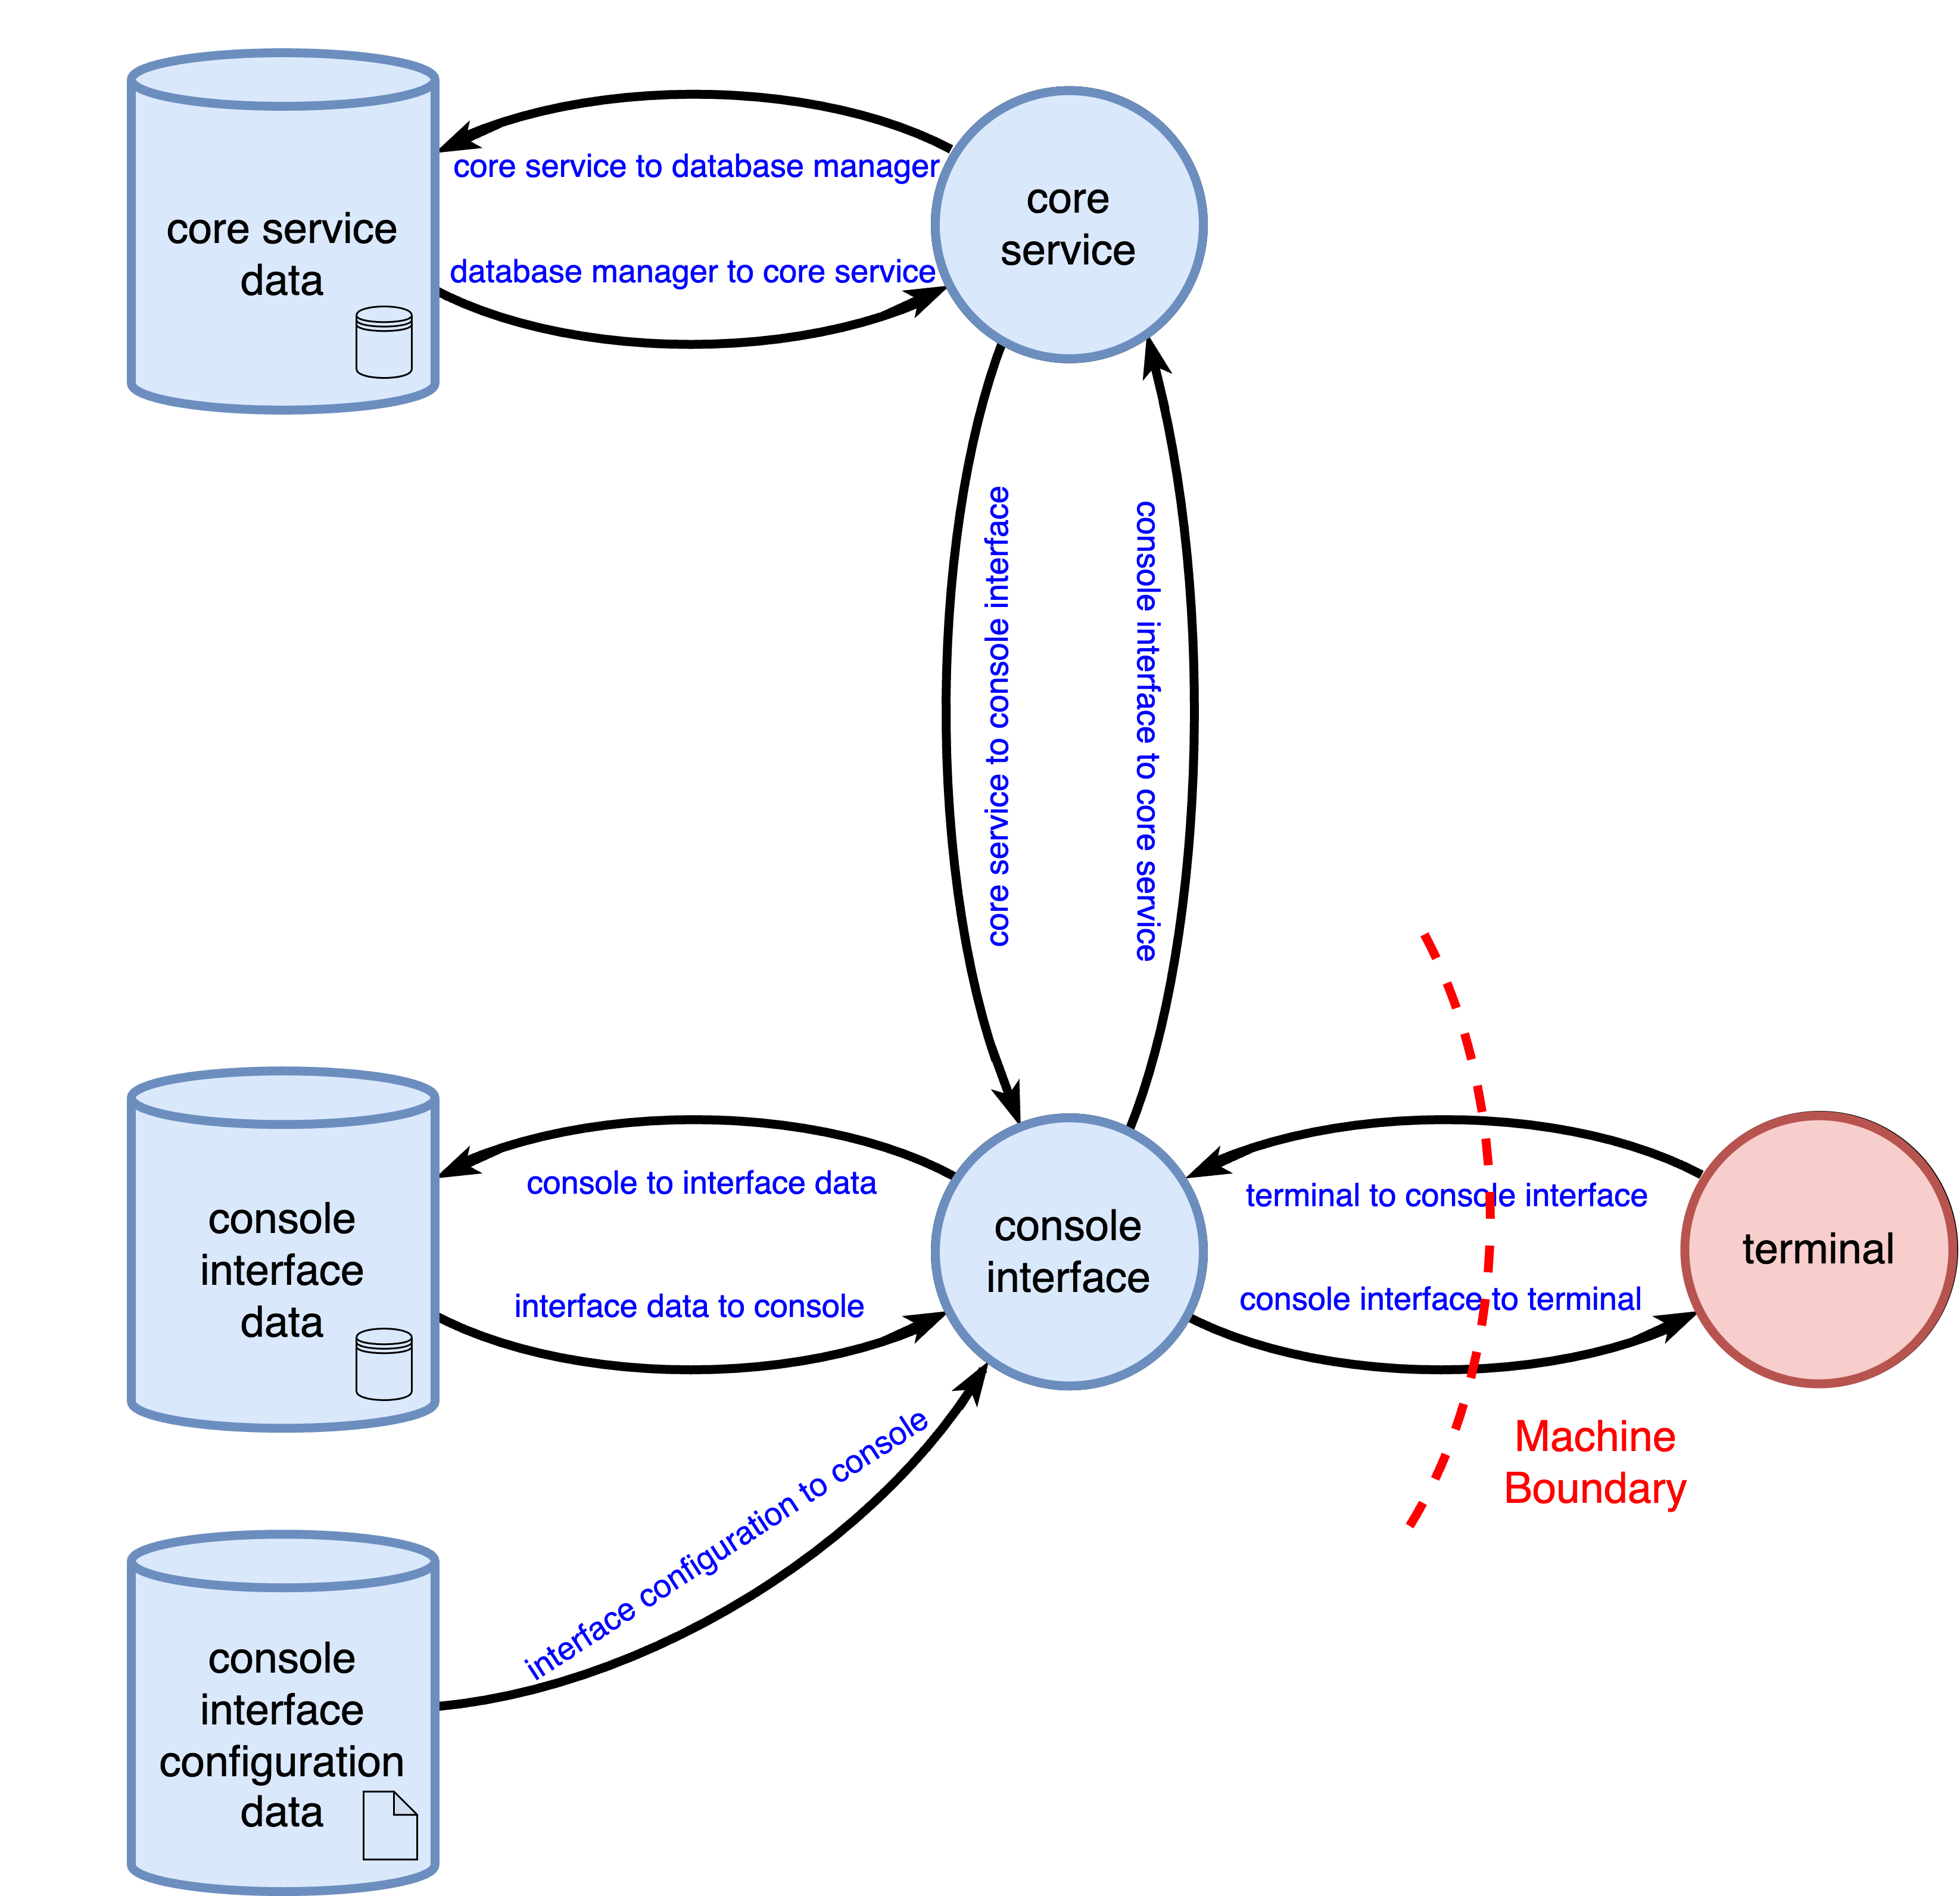 core service to database manager
core
service
core service
data
database manager to core service
core service to console interface
console interface to core service
console to interface data
terminal to console interface
console
interface
data
console
interface
terminal
interface data to console
console interface to terminal
Machine
Boundary
interface configuration to console
console
interface
configuration
data